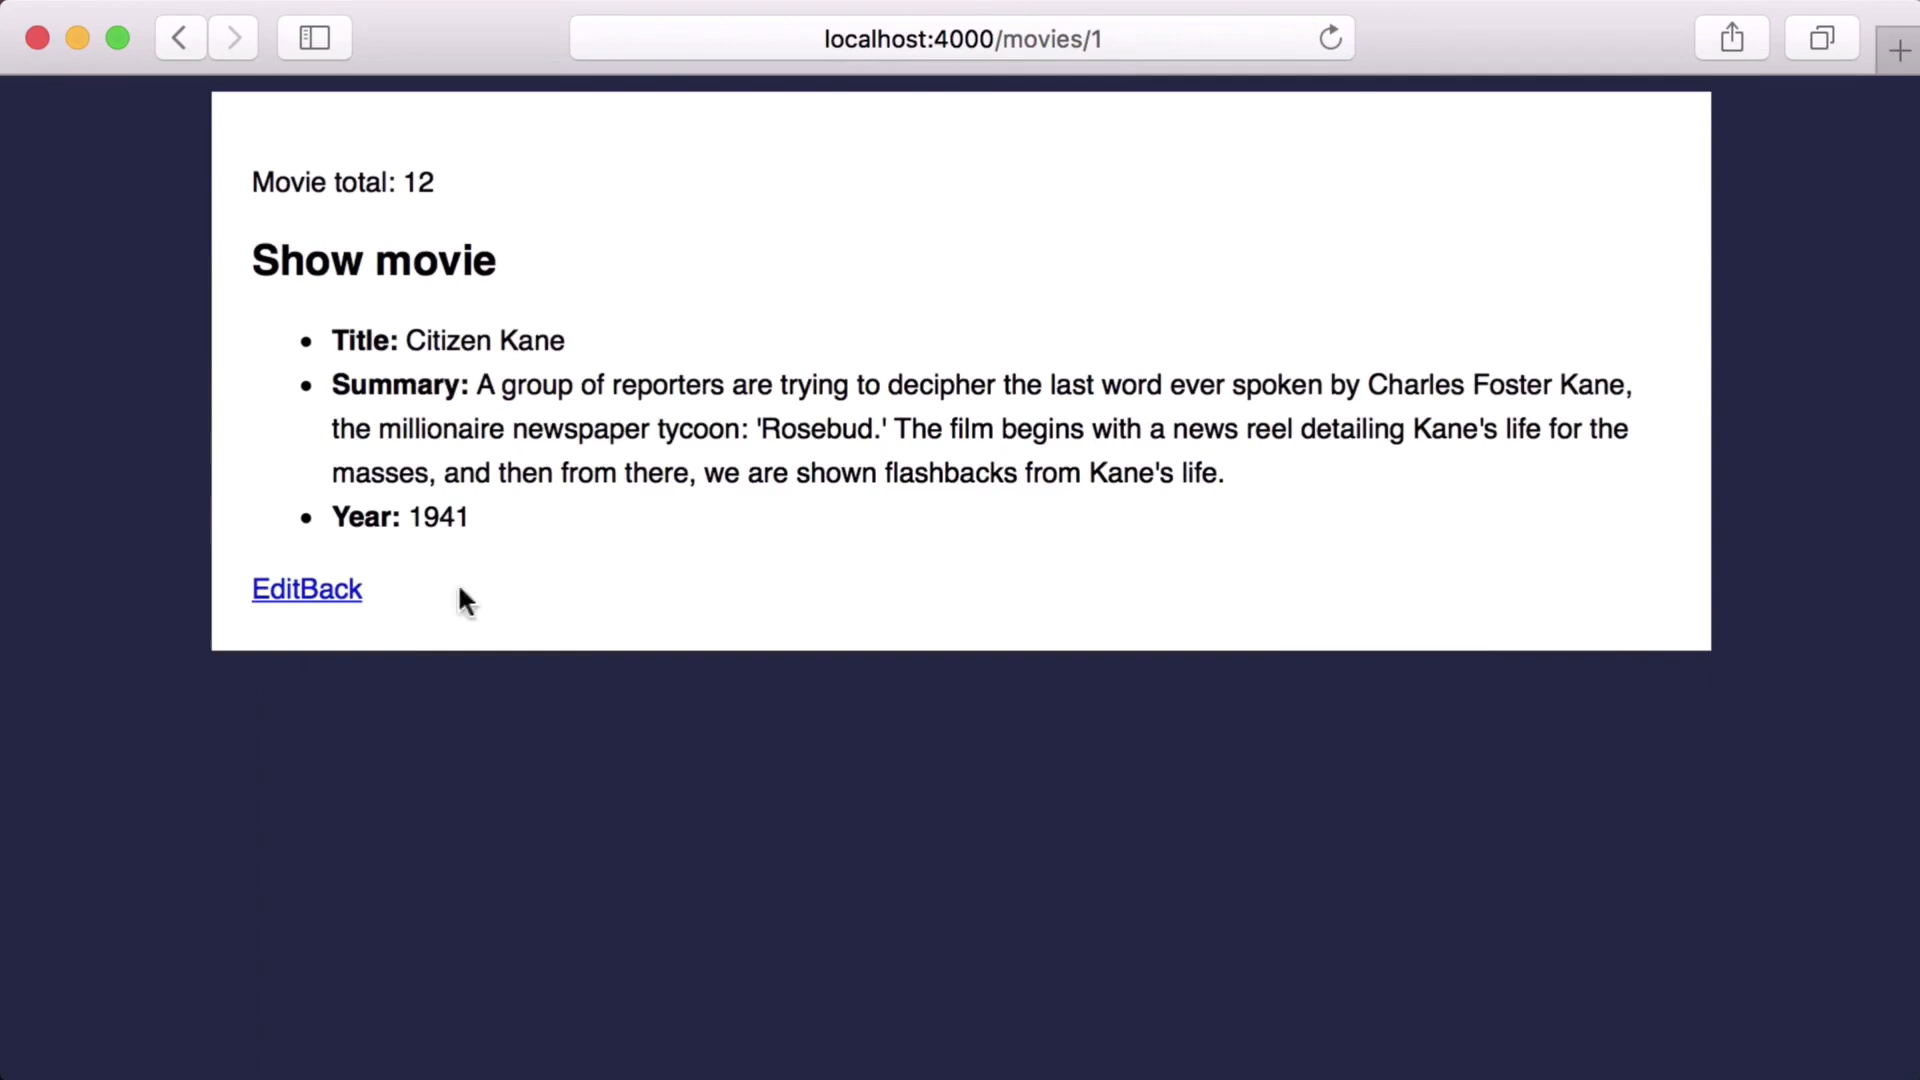 localhost:4000/movies/1
Movie total: 12
Show movie
• Title: Citizen Kane
• Summary: A group of reporters are trying to decipher the last word ever spoken by Charles Foster Kane,
the millionaire newspaper tycoon: 'Rosebud.' The film begins with a news reel detailing Kane's life for the
masses, and then from there, we are shown flashbacks from Kane's life.
• Year: 1941
EditBack